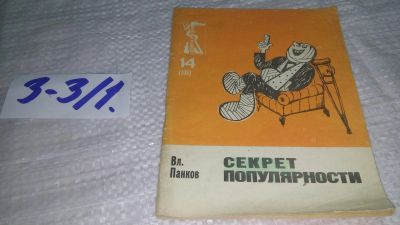 3-3/1.
14
Вл.
Панков
СЕКРЕТ
ПОПУЛЯРНОСТИ